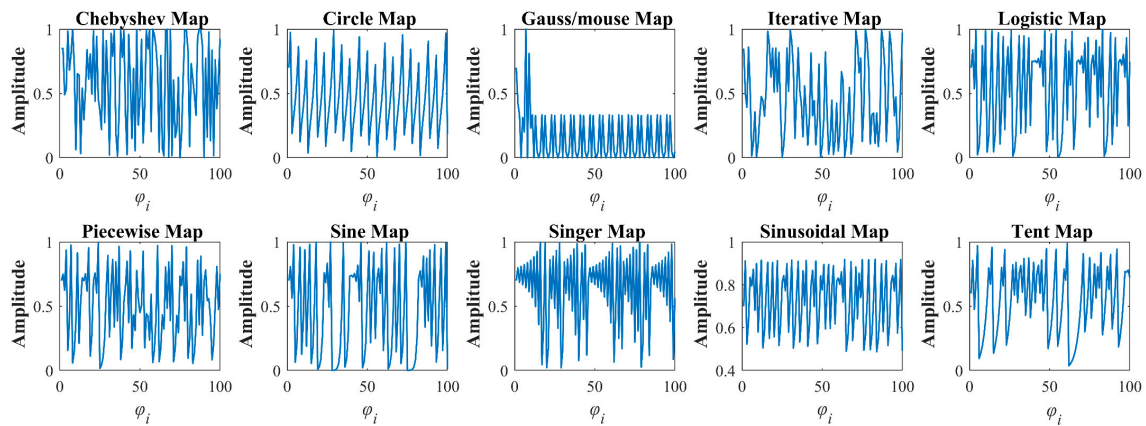 Chebyshev Map
Circle Map
Gauss/mouse Map
Iterative Map
Logistic Map
Amplitude
1
0.5
0
0
50
100
φi
Amplitude
1
0.5
0
0
50
100
φi
Amplitude
1
0.5
0
0
50
100
φi
Amplitude
1
0.5
0
0
50
100
φi
Amplitude
1
0.5
0
0
50
100
φi
Piecewise Map
Sine Map
Singer Map
Sinusoidal Map
Tent Map
Amplitude
1
0.5
0
0
50
100
φi
Amplitude
1
0.5
0
0
50
100
φi
Amplitude
1
0.5
0
0
50
100
φi
Amplitude
1
0.8
0.6
0.4
0
50
100
φi
Amplitude
1
0.5
0
0
50
100
φi